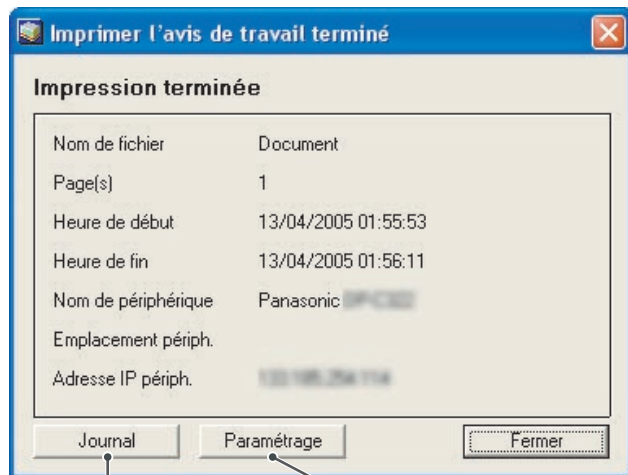 Imprimer l'avis de travail terminé
Impression terminée
Nom de fichier Document
Page(s) 1
Heure de début 13/04/2005 01:55:53
Heure de fin 13/04/2005 01:56:11
Nom de périphérique Panasonic
Emplacement périph.
Adresse IP périph.
Journal Paramétrage Fermer